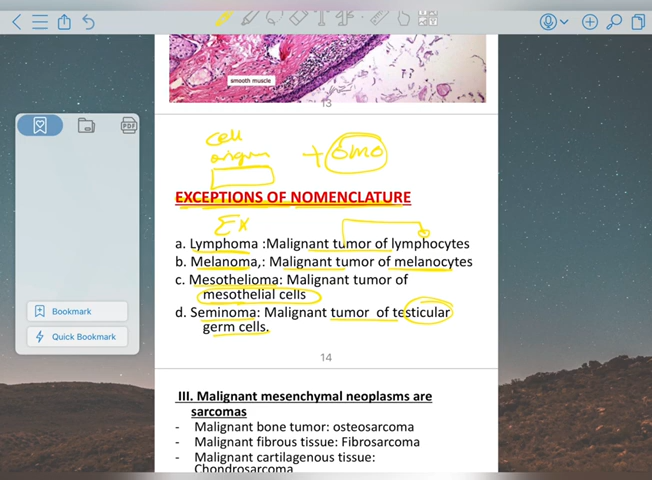 smooth muscle
13
cell
origin
+ oma
EXCEPTIONS OF NOMENCLATURE
Ex
a. Lymphoma :Malignant tumor of lymphocytes
b. Melanoma,: Malignant tumor of melanocytes
c. Mesothelioma: Malignant tumor of
mesothelial cells
d. Seminoma: Malignant tumor of testicular
germ cells.
14
III. Malignant mesenchymal neoplasms are
sarcomas
- Malignant bone tumor: osteosarcoma
- Malignant fibrous tissue: Fibrosarcoma
- Malignant cartilagenous tissue:
Chondrosarcoma
PDF
Bookmark
Quick Bookmark